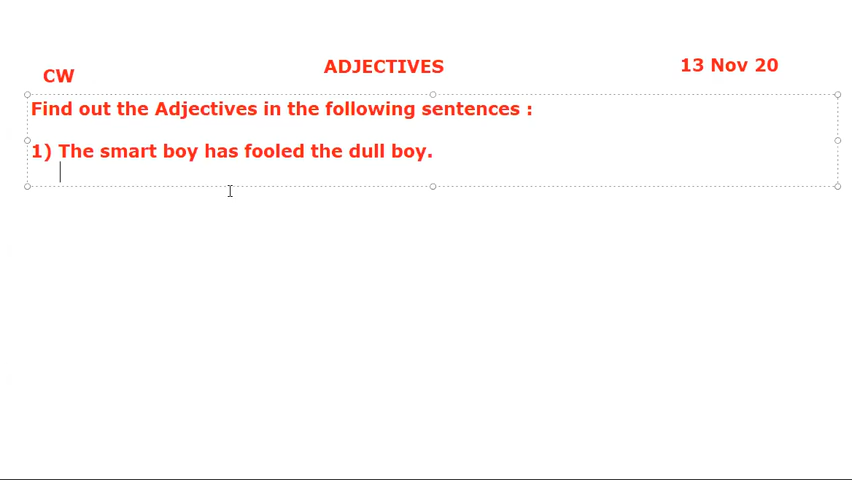 CW ADJECTIVES 13 Nov 20
Find out the Adjectives in the following sentences :
1) The smart boy has fooled the dull boy.